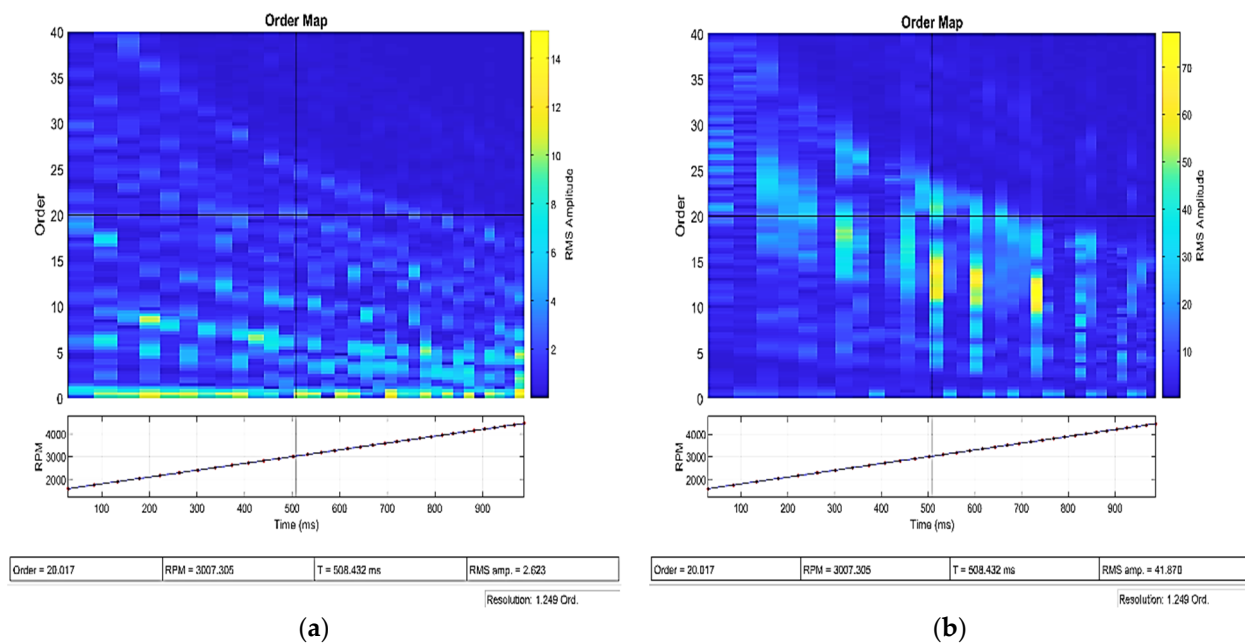 Order Map
40
35
30
25
20
15
10
5
0
Order
14
12
10
8
6
4
2
RMS Amplitude
4000
3000
2000
RPM
100 200 300 400 500 600 700 800 900
Time (ms)
Order = 20.017 RPM = 3007.305 T = 508.432 ms RMS amp. = 2.623
Resolution: 1.249 Ord.
(a)
Order Map
40
35
30
25
20
15
10
5
0
Order
70
60
50
40
30
20
10
RMS Amplitude
4000
3000
2000
RPM
100 200 300 400 500 600 700 800 900
Time (ms)
Order = 20.017 RPM = 3007.305 T = 508.432 ms RMS amp. = 41.870
Resolution: 1.249 Ord.
(b)